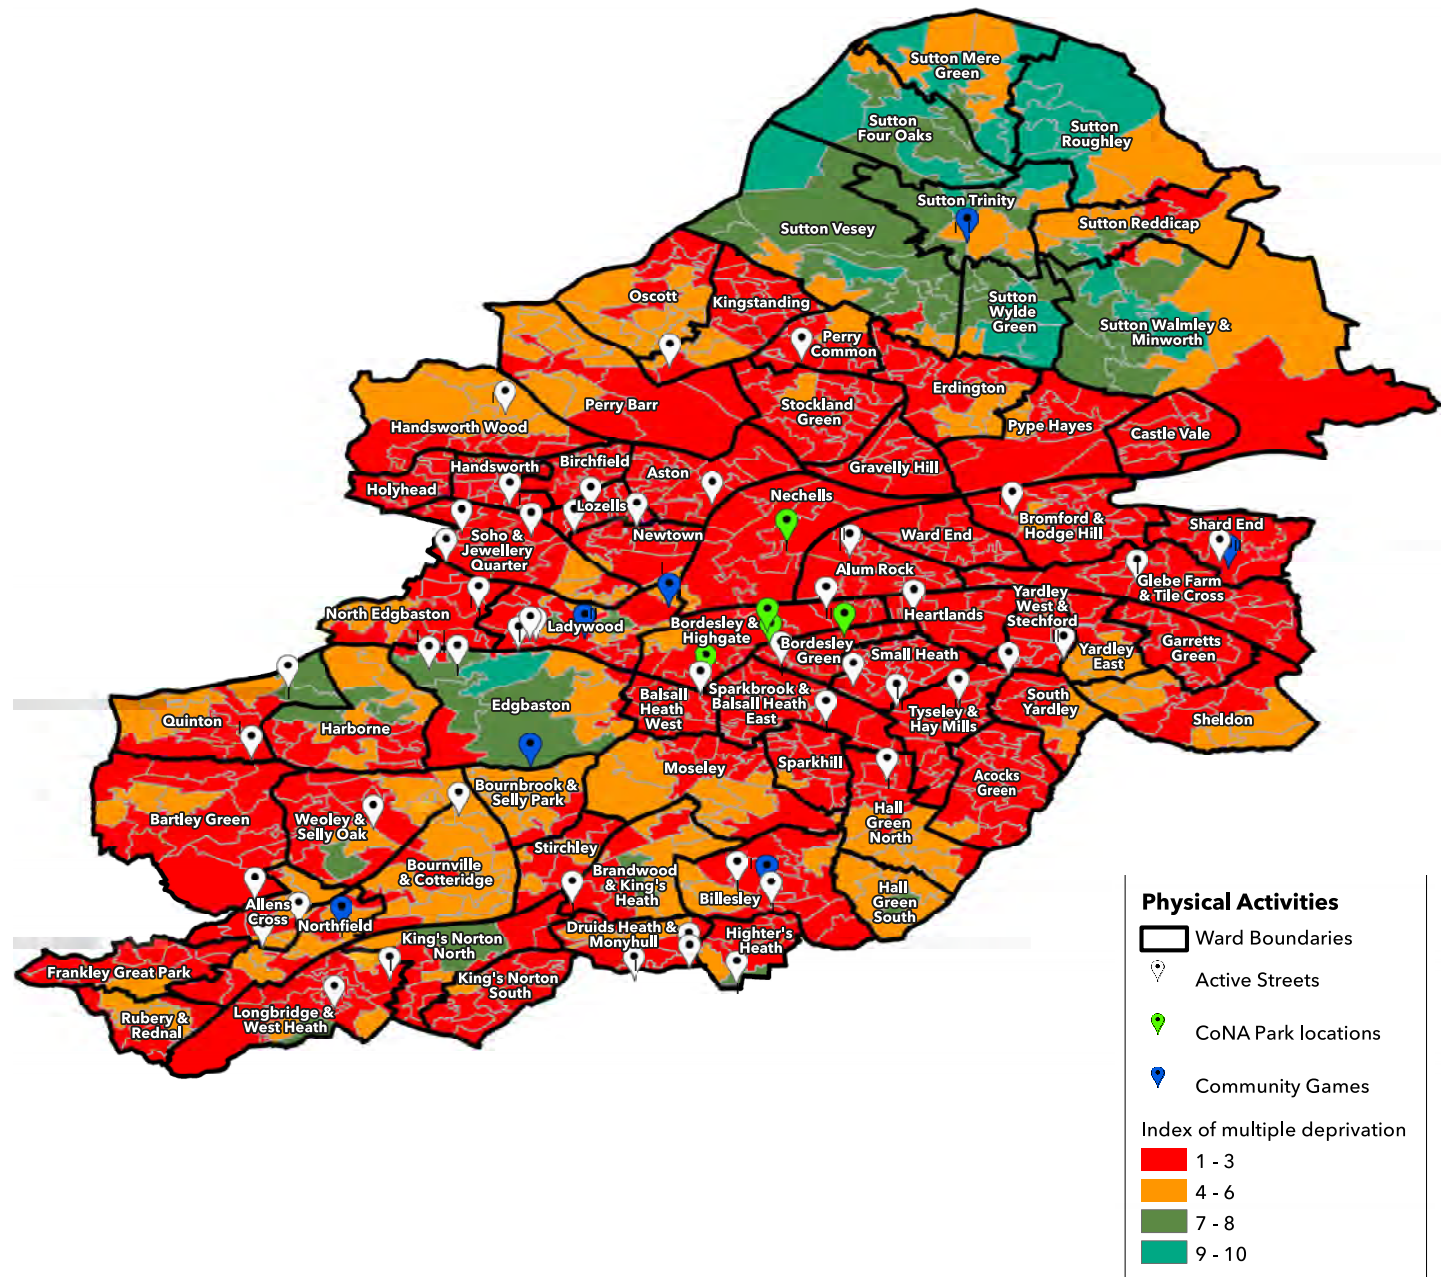 Sutton Mere
Green
Sutton
Four Oaks
Sutton
Roughley
Sutton Trinity
Sutton Reddicap
Sutton Vesey
Oscott
Kingstanding
Sutton
Wylde
Green
Sutton Walmley &
Minworth
Perry
Common
Erdington
Perry Barr
Stockland
Green
Handsworth Wood
Pype Hayes
Castle Vale
Handsworth
Birchfield
Aston
Gravelly Hill
Holyhead
Lozells
Nechells
Bromford &
Hodge Hill
Shard End
Soho &
Jewellery
Quarter
Newtown
Ward End
Alum Rock
Glebe Farm
& Tile Cross
North Edgbaston
Ladywood
Bordesley &
Highgate
Heartlands
Yardley
West &
Stechford
Bordesley
Green
Small Heath
Yardley
East
Garretts
Green
Quinton
Harborne
Edgbaston
Balsall
Heath
West
Sparkbrook &
Balsall Heath
East
Tyseley &
Hay Mills
South
Yardley
Sheldon
Moseley
Sparkhill
Acocks
Green
Bartley Green
Weoley &
Selly Oak
Bournbrook &
Selly Park
Hall
Green
North
Stirchley
Bournville
& Cotteridge
Brandwood
& King's
Heath
Billesley
Hall
Green
South
Allens
Cross
Northfield
King's Norton
North
Druids Heath &
Monyhull
Highter's
Heath
Frankley Great Park
King's Norton
South
Rubery &
Rednal
Longbridge &
West Heath
Physical Activities
Ward Boundaries
Active Streets
CoNA Park locations
Community Games
Index of multiple deprivation
1 - 3
4 - 6
7 - 8
9 - 10